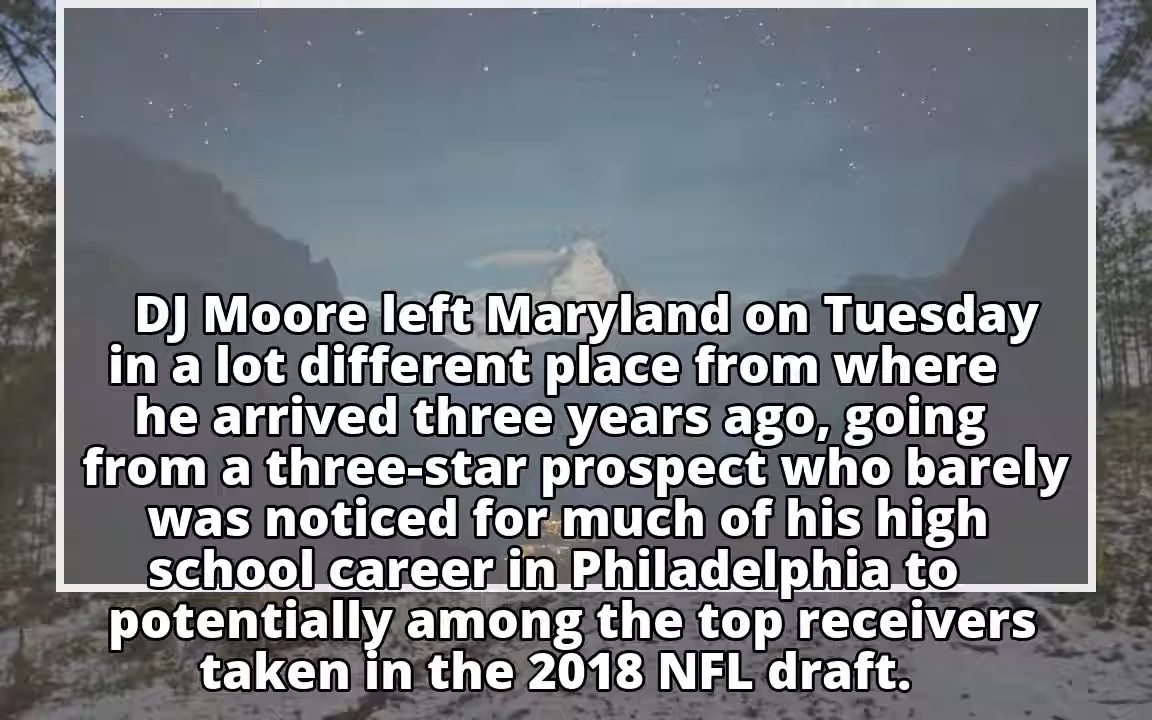 DJ Moore left Maryland on Tuesday
in a lot different place from where
he arrived three years ago, going
from a three-star prospect who barely
was noticed for much of his high
school career in Philadelphia to
potentially among the top receivers
taken in the 2018 NFL draft.